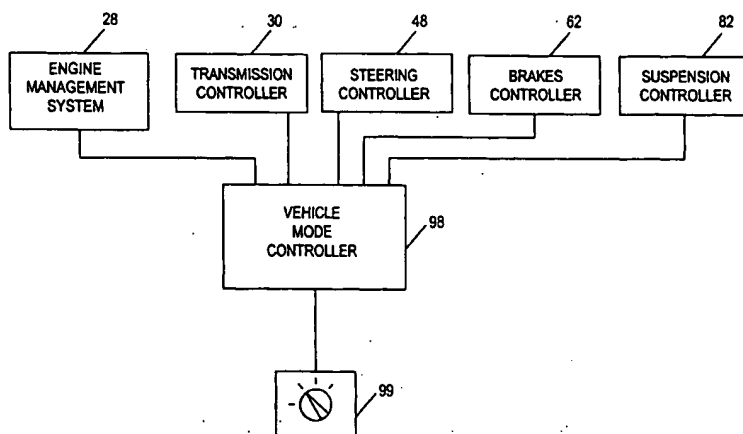 28
30
48
62
82
ENGINE
MANAGEMENT
SYSTEM
TRANSMISSION
CONTROLLER
STEERING
CONTROLLER
BRAKES
CONTROLLER
SUSPENSION
CONTROLLER
VEHICLE
MODE
CONTROLLER
98
99